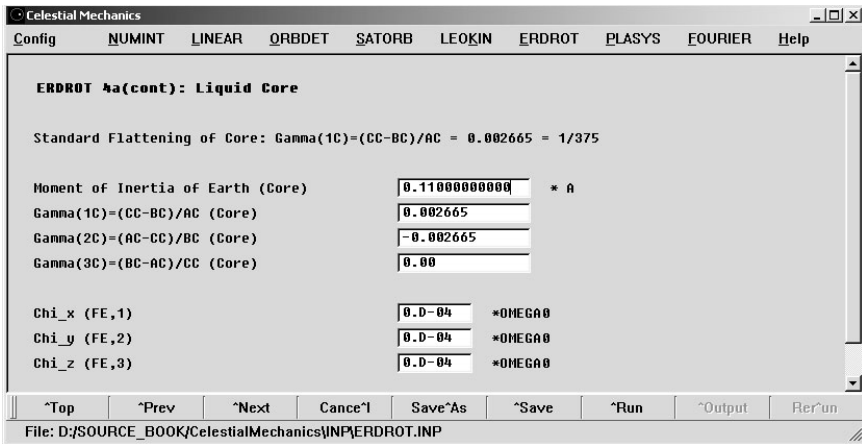 Celestial Mechanics
Config NUMINT LINEAR ORBDET SATORB LEOKIN ERDROT PLASYS FOURIER Help
ERDROT 4a(cont): Liquid Core
Standard Flattening of Core: Gamma(1C)=(CC-BC)/AC = 0.002665 = 1/375
Moment of Inertia of Earth (Core) 0.11000000000 * A
Gamma(1C)=(CC-BC)/AC (Core) 0.002665
Gamma(2C)=(AC-CC)/BC (Core) -0.002665
Gamma(3C)=(BC-AC)/CC (Core) 0.00
Chi_x (FE,1) 0.D-04 *OMEGA0
Chi_y (FE,2) 0.D-04 *OMEGA0
Chi_z (FE,3) 0.D-04 *OMEGA0
^Top ^Prev ^Next Cance^l Save^As ^Save ^Run ^Output Rer^un
File: D:/SOURCE_BOOK/CelestialMechanics\INP\ERDROT.INP